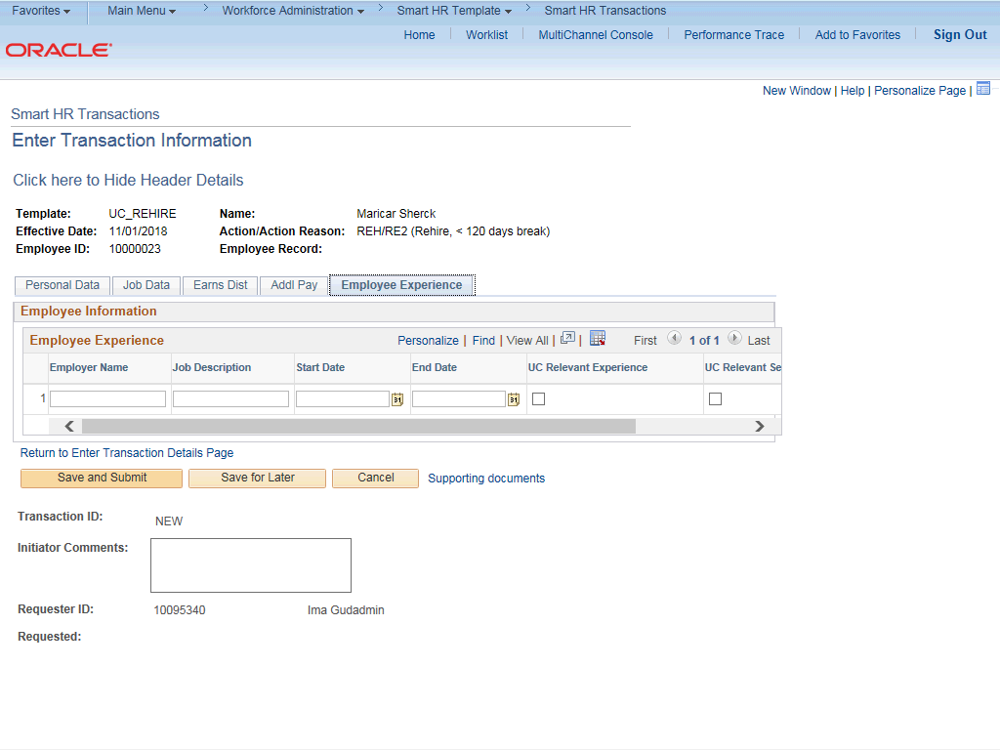 Favorites Main Menu > Workforce Administration > Smart HR Template > Smart HR Transactions
Home Worklist MultiChannel Console Performance Trace Add to Favorites Sign Out
ORACLE
New Window | Help | Personalize Page |
Smart HR Transactions
Enter Transaction Information
Click here to Hide Header Details
Template: UC_REHIRE Name: Maricar Sherck
Effective Date: 11/01/2018 Action/Action Reason: REH/RE2 (Rehire, < 120 days break)
Employee ID: 10000023 Employee Record:
Personal Data Job Data Earns Dist Addl Pay Employee Experience
Employee Information
Employee Experience Personalize | Find | View All | | First 1 of 1 Last
Employer Name Job Description Start Date End Date UC Relevant Experience UC Relevant Se
1 31 31
Return to Enter Transaction Details Page
Save and Submit Save for Later Cancel Supporting documents
Transaction ID: NEW
Initiator Comments:
Requester ID: 10095340 Ima Gudadmin
Requested: